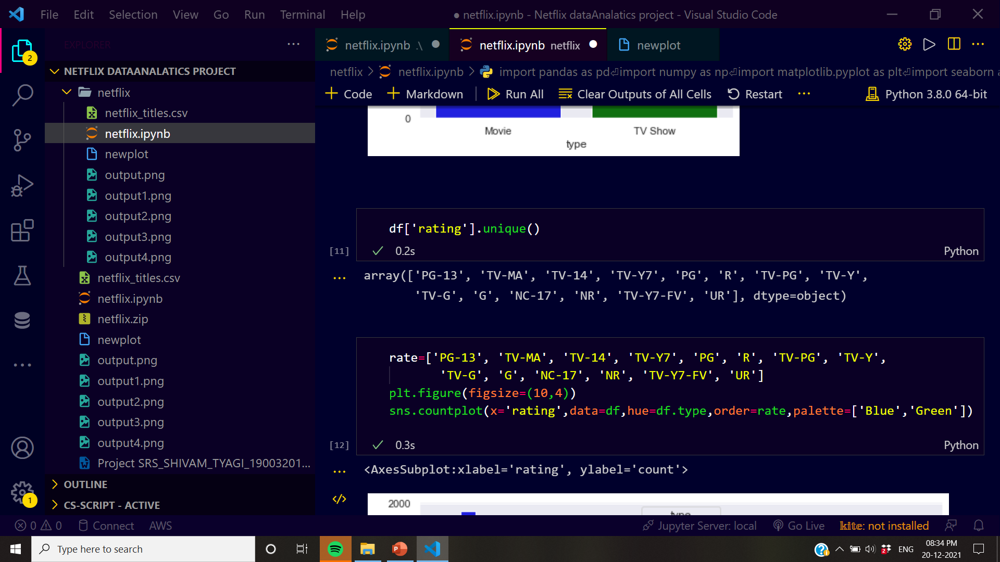 File Edit Selection View Go Run Terminal Help
● netflix.ipynb - Netflix dataAnalatics project - Visual Studio Code
EXPLORER
2
netflix.ipynb .\
netflix.ipynb netflix
newplot
NETFLIX DATAANALATICS PROJECT
netflix > netflix.ipynb > import pandas as pd⏎import numpy as np⏎import matplotlib.pyplot as plt⏎import seaborn a
+ Code + Markdown Run All Clear Outputs of All Cells Restart ... Python 3.8.0 64-bit
netflix
netflix_titles.csv
netflix.ipynb
newplot
output.png
output1.png
output2.png
output3.png
output4.png
netflix_titles.csv
netflix.ipynb
netflix.zip
newplot
output.png
output1.png
output2.png
output3.png
output4.png
Project SRS_SHIVAM_TYAGI_19003201...
OUTLINE
CS-SCRIPT - ACTIVE
1
0
Movie TV Show
type
df['rating'].unique()
[11] ✓ 0.2s Python
array(['PG-13', 'TV-MA', 'TV-14', 'TV-Y7', 'PG', 'R', 'TV-PG', 'TV-Y',
'TV-G', 'G', 'NC-17', 'NR', 'TV-Y7-FV', 'UR'], dtype=object)
rate=['PG-13', 'TV-MA', 'TV-14', 'TV-Y7', 'PG', 'R', 'TV-PG', 'TV-Y',
'TV-G', 'G', 'NC-17', 'NR', 'TV-Y7-FV', 'UR']
plt.figure(figsize=(10,4))
sns.countplot(x='rating',data=df,hue=df.type,order=rate,palette=['Blue','Green'])
[12] ✓ 0.3s Python
<AxesSubplot:xlabel='rating', ylabel='count'>
2000
type
0 0 Connect AWS Jupyter Server: local Go Live kite: not installed
Type here to search
P
2
ENG
08:34 PM
20-12-2021